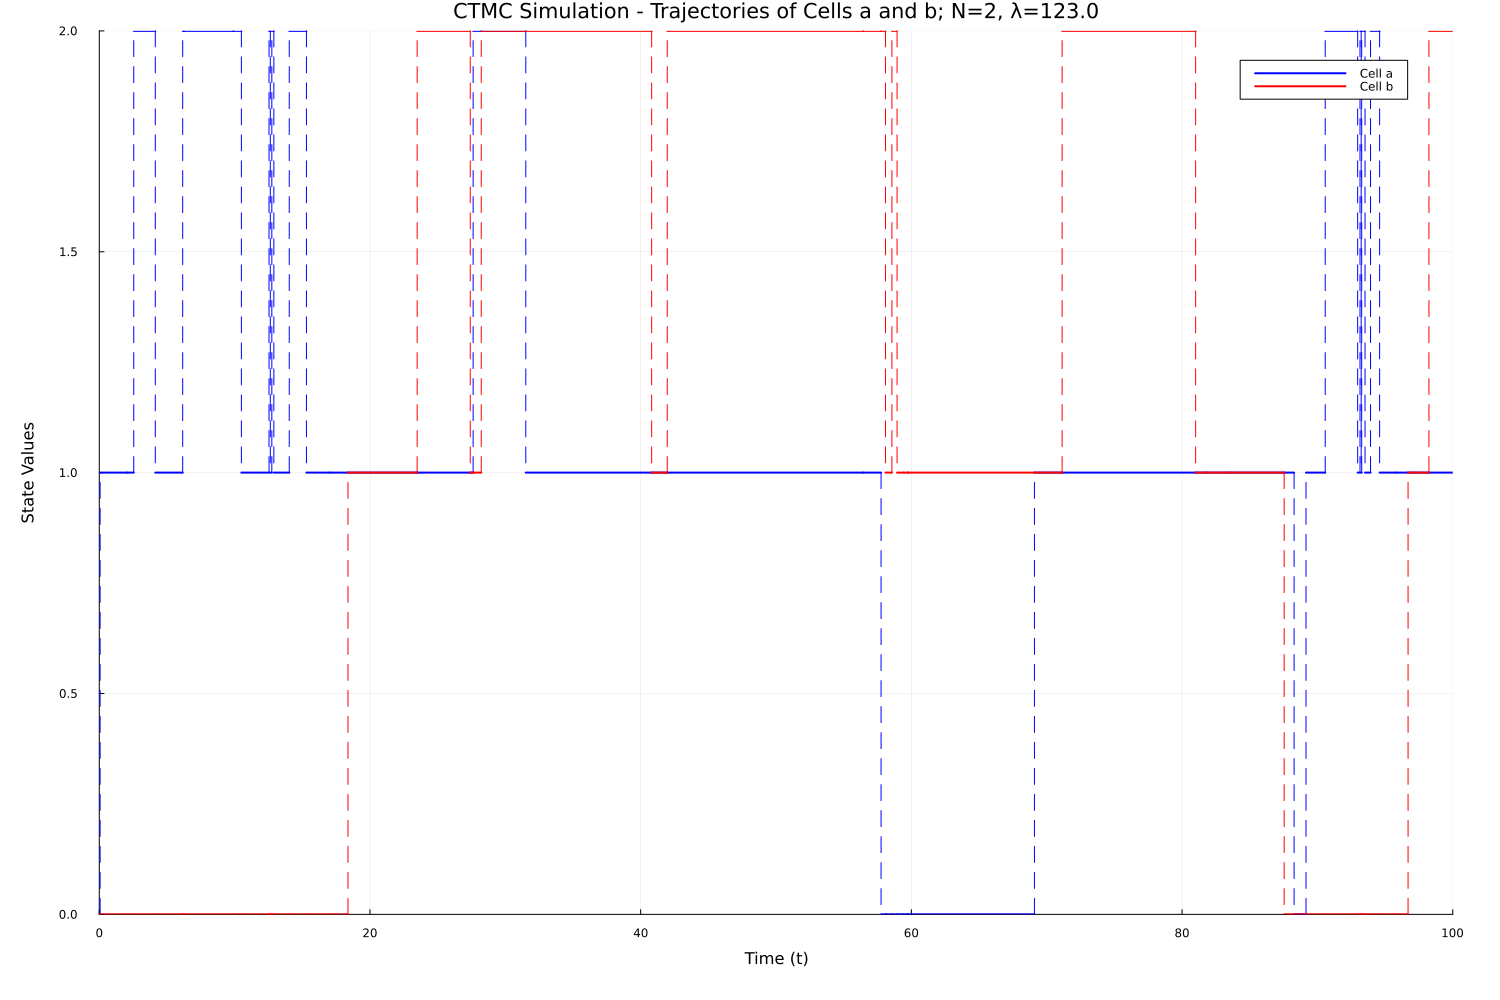 CTMC Simulation - Trajectories of Cells a and b; N=2, λ=123.0
2.0
Cell a
Cell b
1.5
1.0
State Values
0.5
0.0
0 20 40 60 80 100
Time (t)